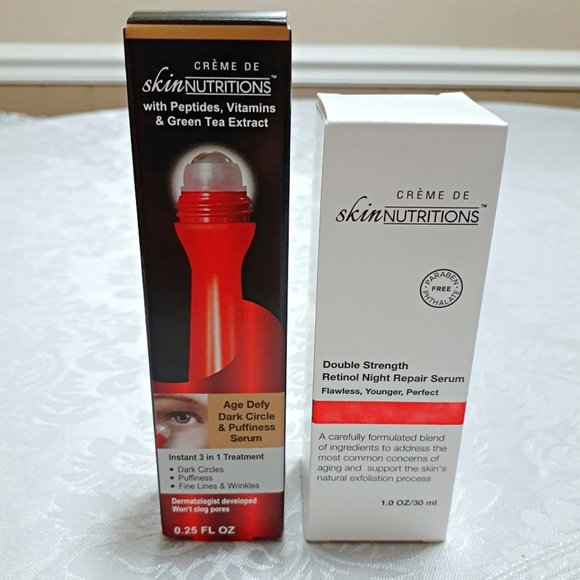 CRÈME DE
skinNUTRITIONS™
with Peptides, Vitamins
& Green Tea Extract
Age Defy
Dark Circle
& Puffiness
Serum
Instant 3 in 1 Treatment
• Dark Circles
• Puffiness
• Fine Lines & Wrinkles
Dermatologist developed
Won't clog pores
0.25 FL OZ
CRÈME DE
skinNUTRITIONS™
PARABEN
FREE
PHTHALATE
Double Strength
Retinol Night Repair Serum
Flawless, Younger, Perfect
A carefully formulated blend
of ingredients to address the
most common concerns of
aging and support the skin's
natural exfoliation process
1.0 OZ/30 ml